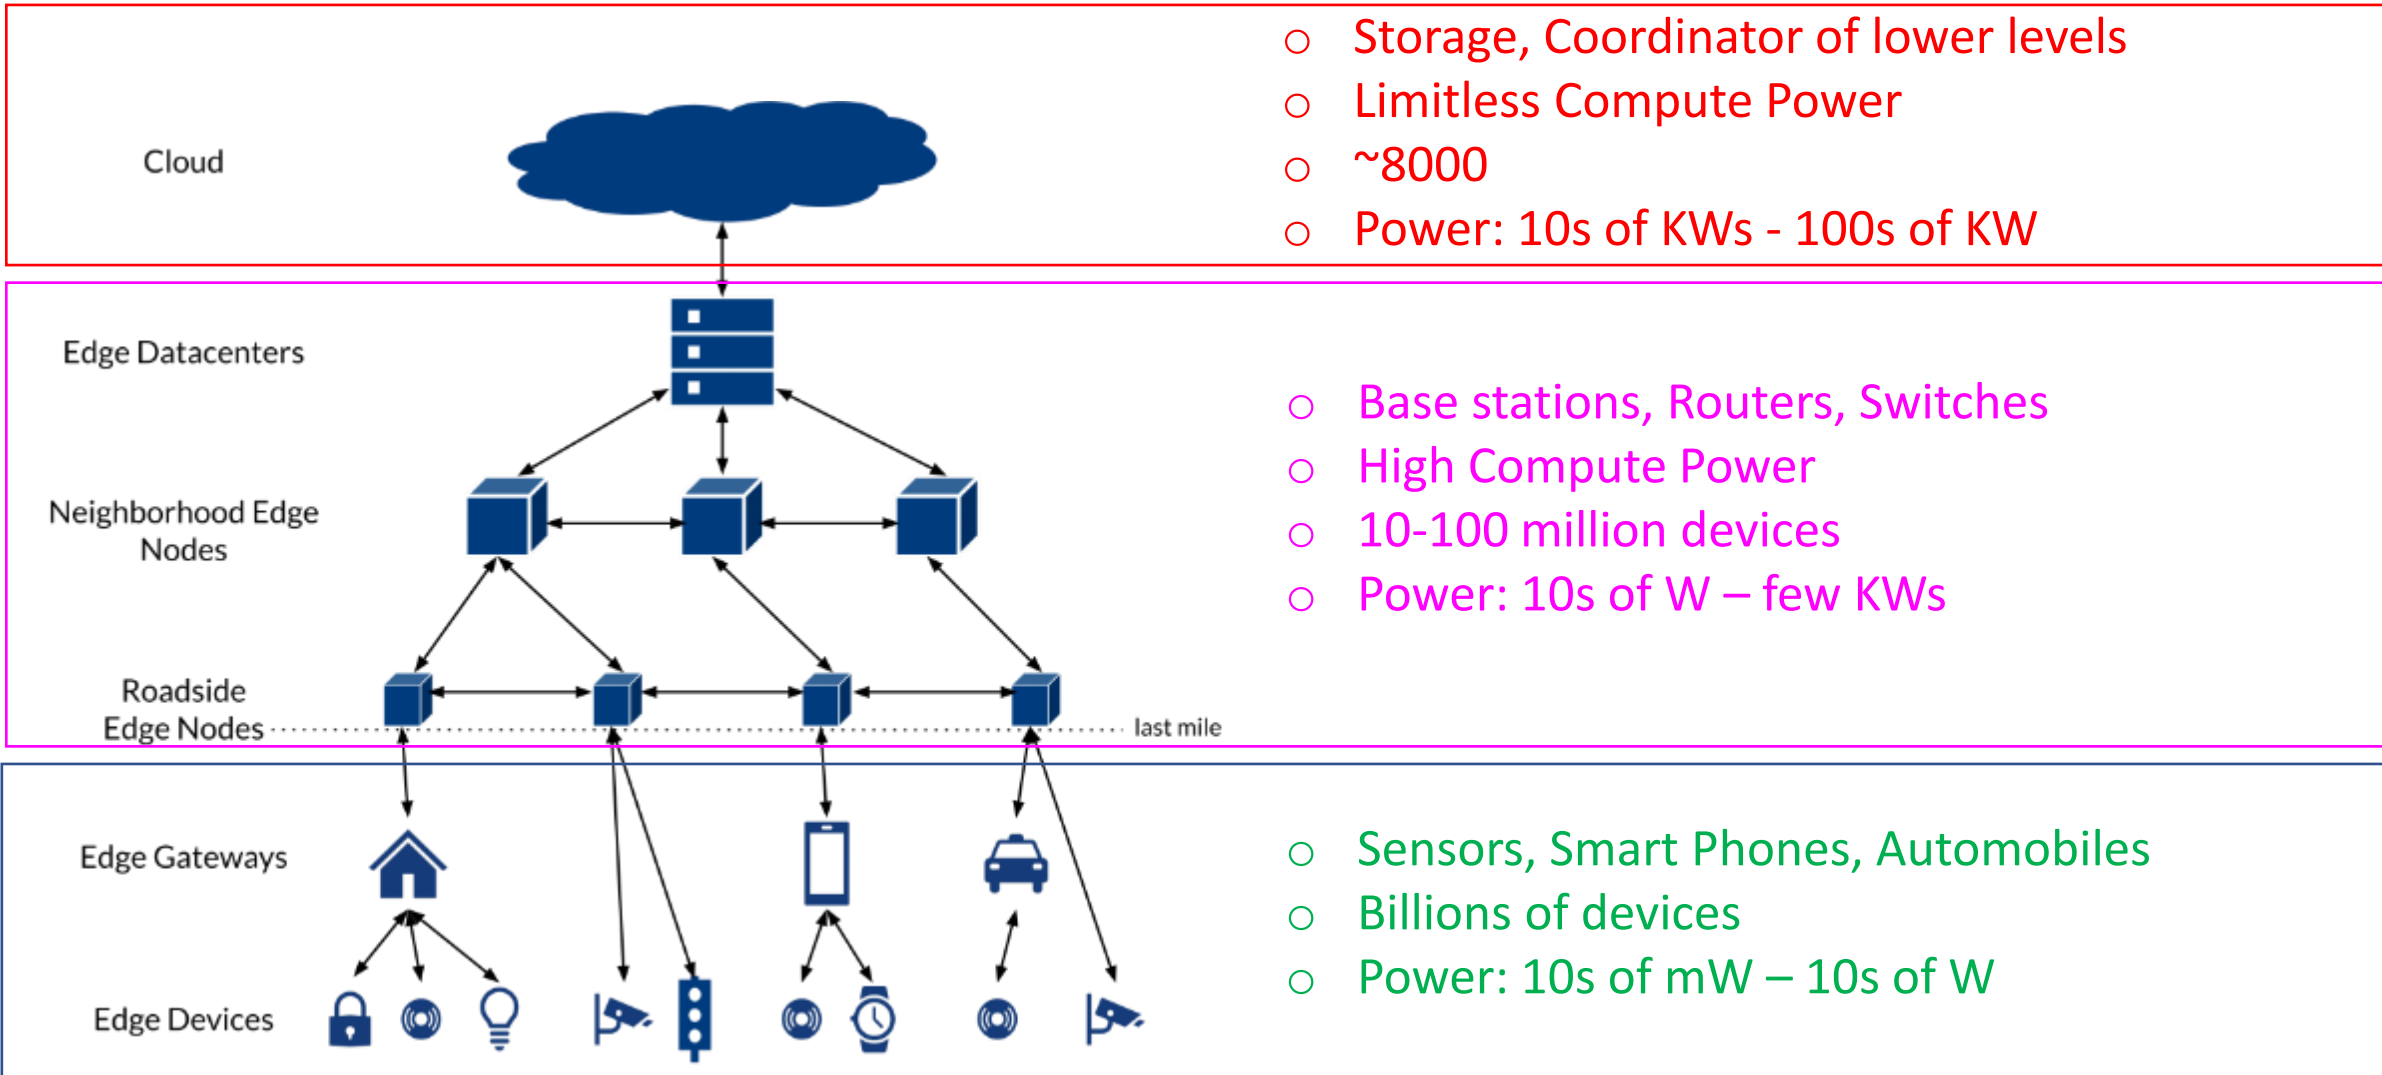 Cloud
○ Storage, Coordinator of lower levels
○ Limitless Compute Power
○ ~8000
○ Power: 10s of KWs - 100s of KW
Edge Datacenters
Neighborhood Edge
Nodes
○ Base stations, Routers, Switches
○ High Compute Power
○ 10-100 million devices
○ Power: 10s of W – few KWs
Roadside
Edge Nodes
last mile
Edge Gateways
Edge Devices
○ Sensors, Smart Phones, Automobiles
○ Billions of devices
○ Power: 10s of mW – 10s of W